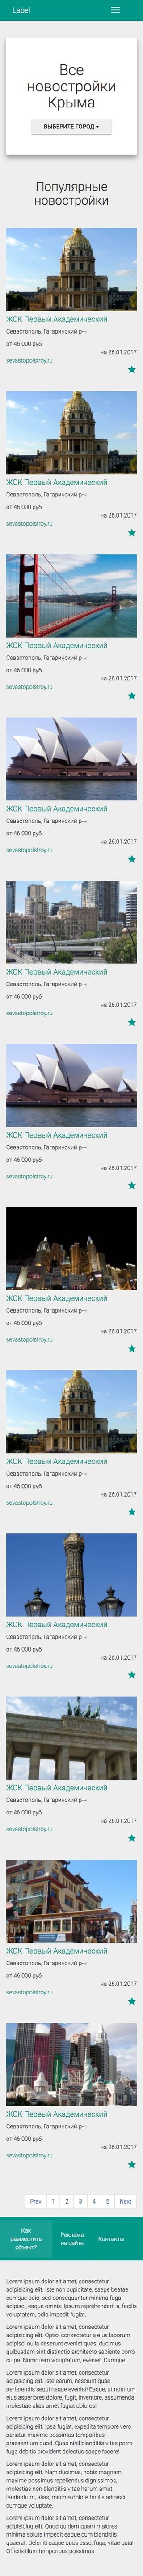 Label
Все
новостройки
Крыма
ВЫБЕРИТЕ ГОРОД
Популярные
новостройки
ЖСК Первый Академический
Севастополь, Гагаринский р-н
от 46 000 руб
на 26.01.2017
sevastopolstroy.ru
ЖСК Первый Академический
Севастополь, Гагаринский р-н
от 46 000 руб
на 26.01.2017
sevastopolstroy.ru
ЖСК Первый Академический
Севастополь, Гагаринский р-н
от 46 000 руб
на 26.01.2017
sevastopolstroy.ru
ЖСК Первый Академический
Севастополь, Гагаринский р-н
от 46 000 руб
на 26.01.2017
sevastopolstroy.ru
ЖСК Первый Академический
Севастополь, Гагаринский р-н
от 46 000 руб
на 26.01.2017
sevastopolstroy.ru
ЖСК Первый Академический
Севастополь, Гагаринский р-н
от 46 000 руб
на 26.01.2017
sevastopolstroy.ru
ЖСК Первый Академический
Севастополь, Гагаринский р-н
от 46 000 руб
на 26.01.2017
sevastopolstroy.ru
ЖСК Первый Академический
Севастополь, Гагаринский р-н
от 46 000 руб
на 26.01.2017
sevastopolstroy.ru
ЖСК Первый Академический
Севастополь, Гагаринский р-н
от 46 000 руб
на 26.01.2017
sevastopolstroy.ru
ЖСК Первый Академический
Севастополь, Гагаринский р-н
от 46 000 руб
на 26.01.2017
sevastopolstroy.ru
ЖСК Первый Академический
Севастополь, Гагаринский р-н
от 46 000 руб
на 26.01.2017
sevastopolstroy.ru
ЖСК Первый Академический
Севастополь, Гагаринский р-н
от 46 000 руб
на 26.01.2017
sevastopolstroy.ru
Prev 1 2 3 4 5 Next
Как
разместить
объект?
Реклама
на сайте
Контакты
Lorem ipsum dolor sit amet, consectetur
adipisicing elit. Iste non cupiditate, saepe beatae
cumque odio, sed consequuntur minima fuga
adipisci, eaque omnis. Ipsum reprehenderit a, facilis
voluptatem, odio impedit fugiat.
Lorem ipsum dolor sit amet, consectetur
adipisicing elit. Optio, consectetur a eius laborum
adipisci nulla deserunt eveniet quasi ducimus
quibusdam sint distinctio architecto sapiente porro
culpa. Numquam voluptatum, eveniet. Cumque.
Lorem ipsum dolor sit amet, consectetur
adipisicing elit. Iste earum, nesciunt quae
perferendis sequi neque eveniet! Eaque, ut nostrum
eius asperiores dolore, fugit, inventore, assumenda
molestiae alias amet fugiat dolores!
Lorem ipsum dolor sit amet, consectetur
adipisicing elit. Ipsa fugiat, expedita tempore vero
pariatur maxime possimus temporibus
praesentium quod. Quas nihil blanditiis vitae porro
fuga debitis provident delectus saepe facere!
Lorem ipsum dolor sit amet, consectetur
adipisicing elit. Nam ducimus, nobis magnam
maxime possimus repellendus dignissimos,
molestias non blanditiis vitae harum amet
laudantium, alias, minima dolore facilis adipisci
cumque voluptate.
Lorem ipsum dolor sit amet, consectetur
adipisicing elit. Quod quidem quam maiores
minima soluta impedit eaque cum blanditiis
quaerat. Deleniti eaque quos esse, fuga, vitae quia!
Officiis illum temporibus possimus.